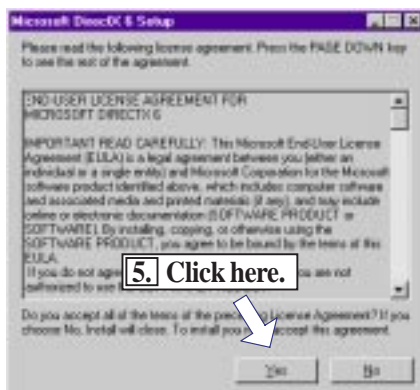 Microsoft DirectX 6 Setup
Please read the following license agreement. Press the PAGE DOWN key
to see the rest of the agreement.
END-USER LICENSE AGREEMENT FOR
MICROSOFT DIRECTX 6
IMPORTANT READ CAREFULLY: This Microsoft End-User License
Agreement (EULA) is a legal agreement between you (either an
individual or a single entity) and Microsoft Corporation for the Microsoft
software product identified above, which includes computer software
and associated media and printed materials (if any), and may include
online or electronic documentation (SOFTWARE PRODUCT or
SOFTWARE). By installing, copying, or otherwise using the
SOFTWARE PRODUCT, you agree to be bound by the terms of this
EULA.
If you do not agree you are not
authorized to use
5. Click here.
Do you accept all of the terms of the preceding License Agreement? If you
choose No, Install will close. To install you accept this agreement.
Yes
No